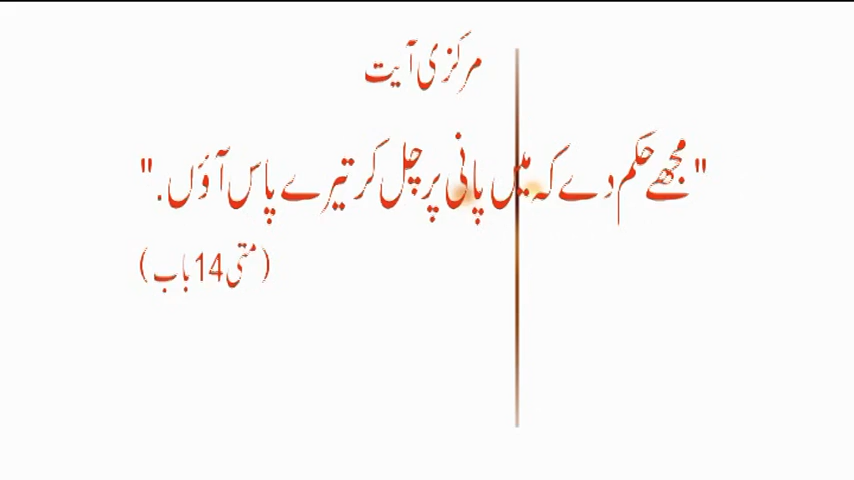 مرکزی آیت
"مجھے حکم دے کہ میں پانی پر چل کر تیرے پاس آؤں."
(متی 14 باب)